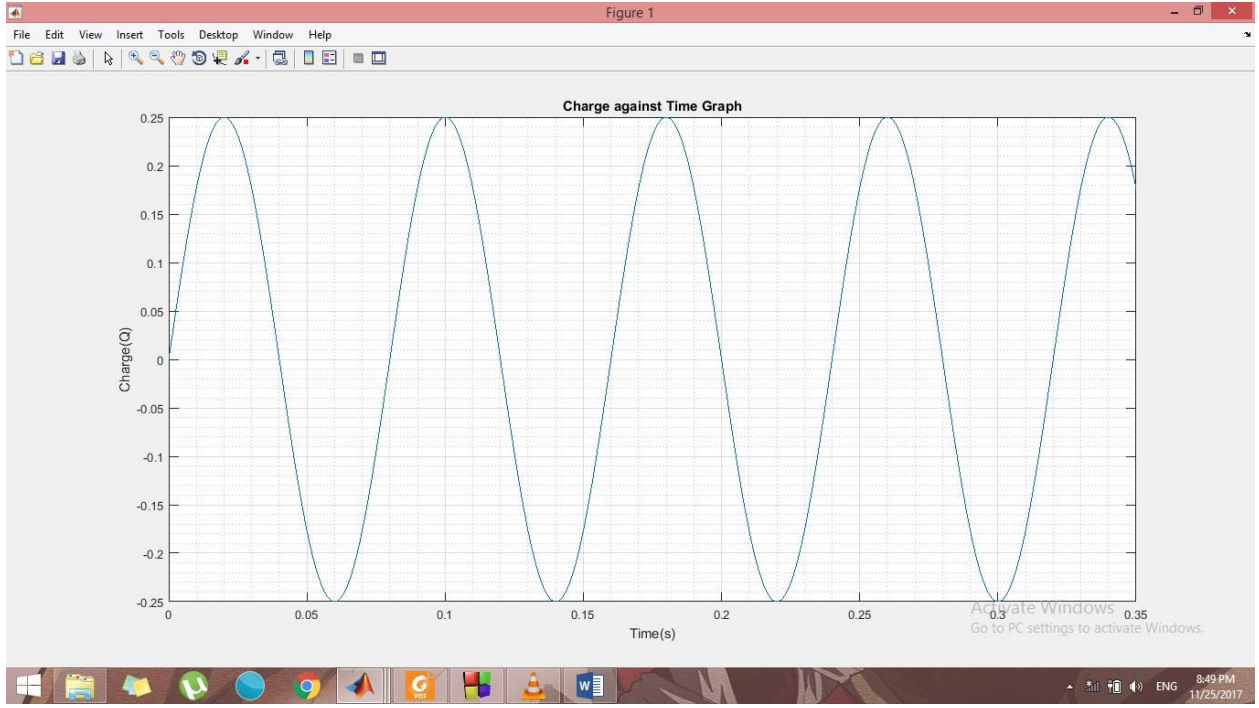 Figure 1
File Edit View Insert Tools Desktop Window Help
Charge against Time Graph
0.25
0.2
0.15
0.1
0.05
0
-0.05
-0.1
-0.15
-0.2
-0.25
Charge(Q)
0 0.05 0.1 0.15 0.2 0.25 0.3 0.35
Time(s)
Activate Windows
Go to PC settings to activate Windows.
G
PDF
W
ENG
8:49 PM
11/25/2017